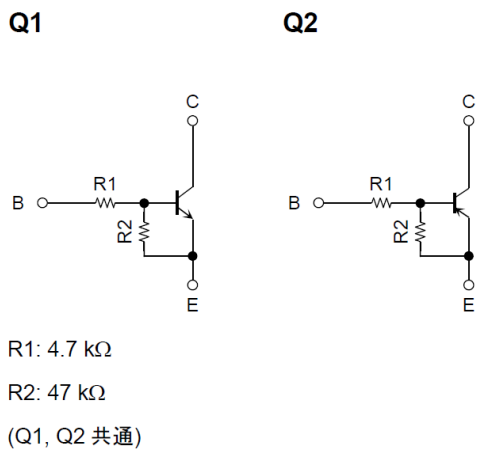 Q1
Q2
C
R1
B
R2
E
C
R1
B
R2
E
R1: 4.7 kΩ
R2: 47 kΩ
(Q1, Q2 共通)